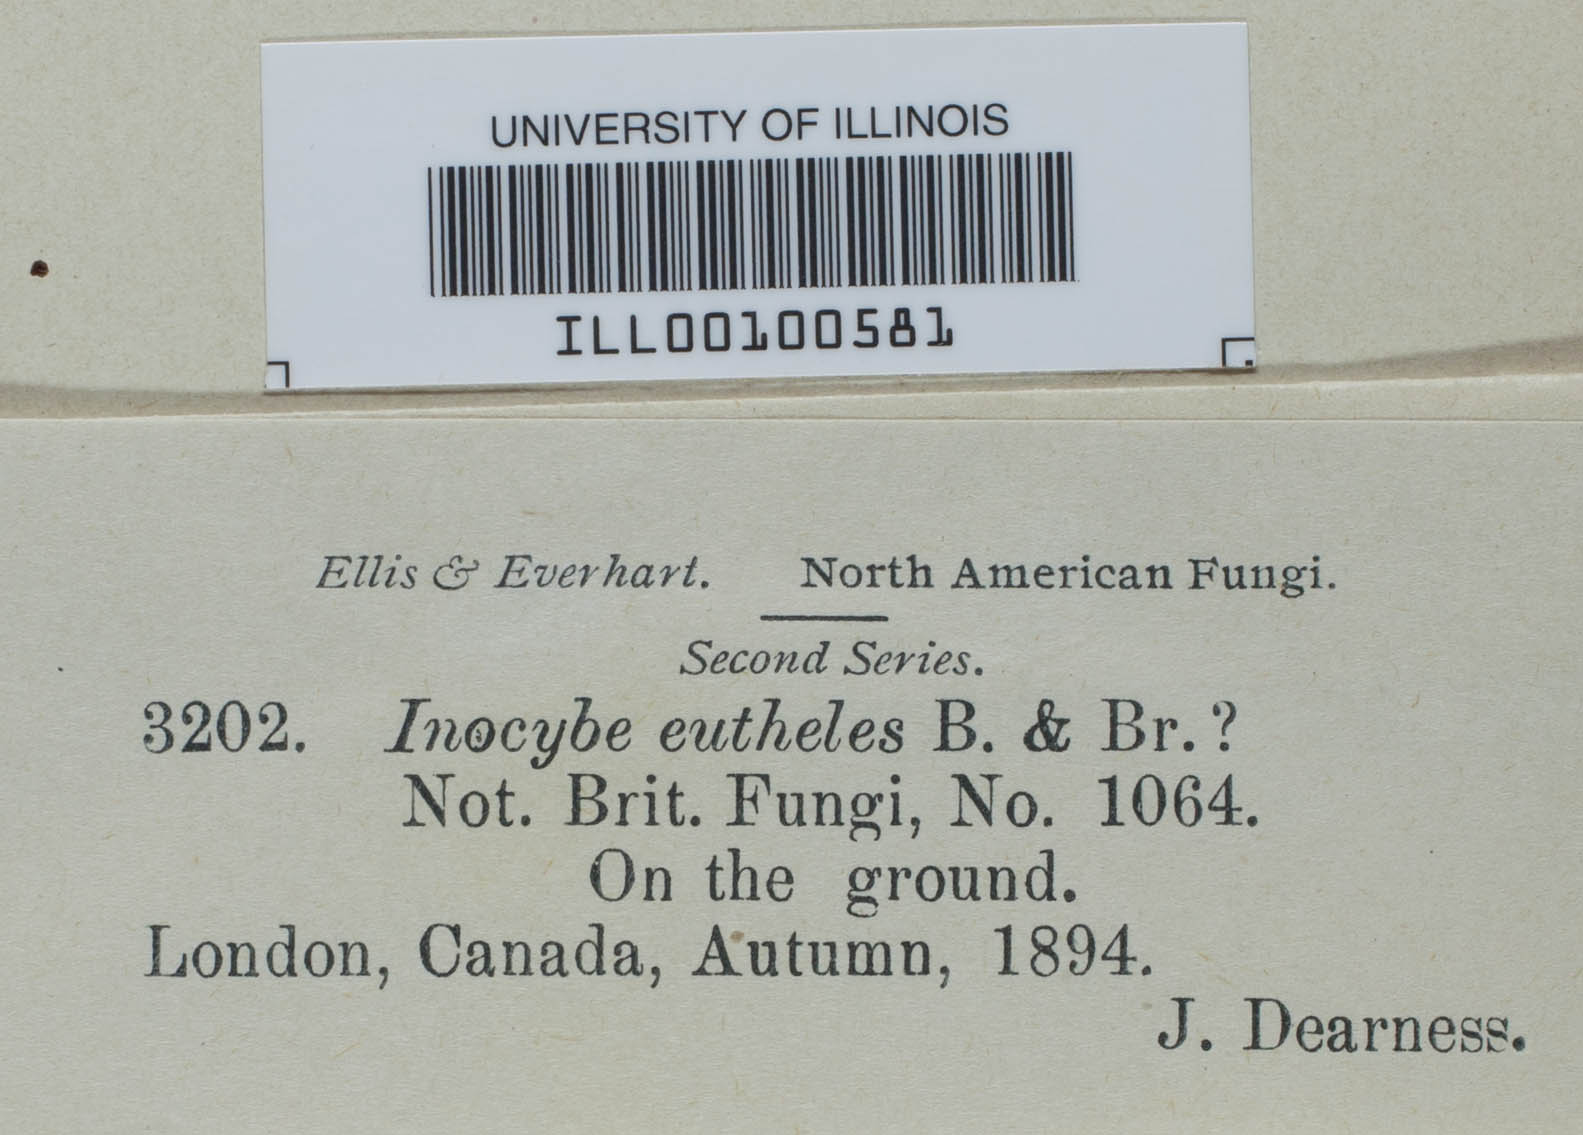 UNIVERSITY OF ILLINOIS
ILL00100581
Ellis & Everhart. North American Fungi.
Second Series.
3202. Inocybe eutheles B. & Br.?
Not. Brit. Fungi, No. 1064.
On the ground.
London, Canada, Autumn, 1894.
J. Dearness.